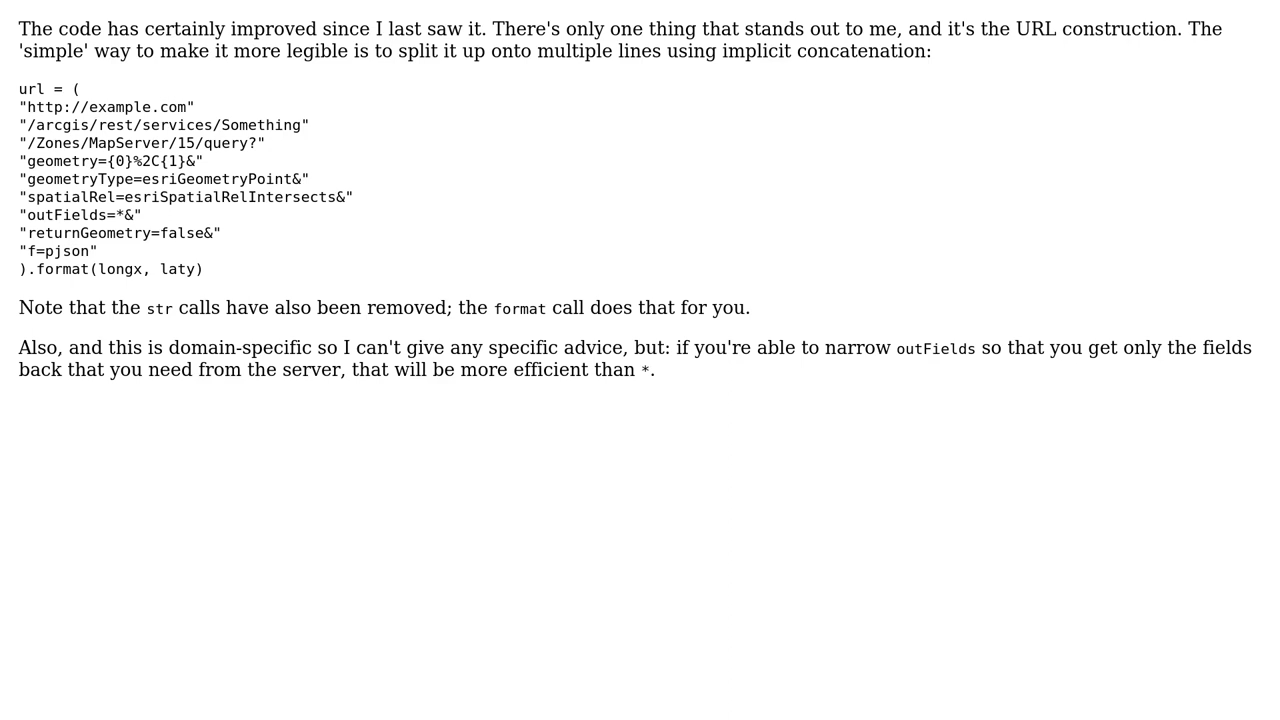 The code has certainly improved since I last saw it. There's only one thing that stands out to me, and it's the URL construction. The
'simple' way to make it more legible is to split it up onto multiple lines using implicit concatenation:
url = (
"http://example.com"
"/arcgis/rest/services/Something"
"/Zones/MapServer/15/query?"
"geometry={0}%2C{1}&"
"geometryType=esriGeometryPoint&"
"spatialRel=esriSpatialRelIntersects&"
"outFields=*&"
"returnGeometry=false&"
"f=pjson"
).format(longx, laty)
Note that the str calls have also been removed; the format call does that for you.
Also, and this is domain-specific so I can't give any specific advice, but: if you're able to narrow outFields so that you get only the fields
back that you need from the server, that will be more efficient than *.